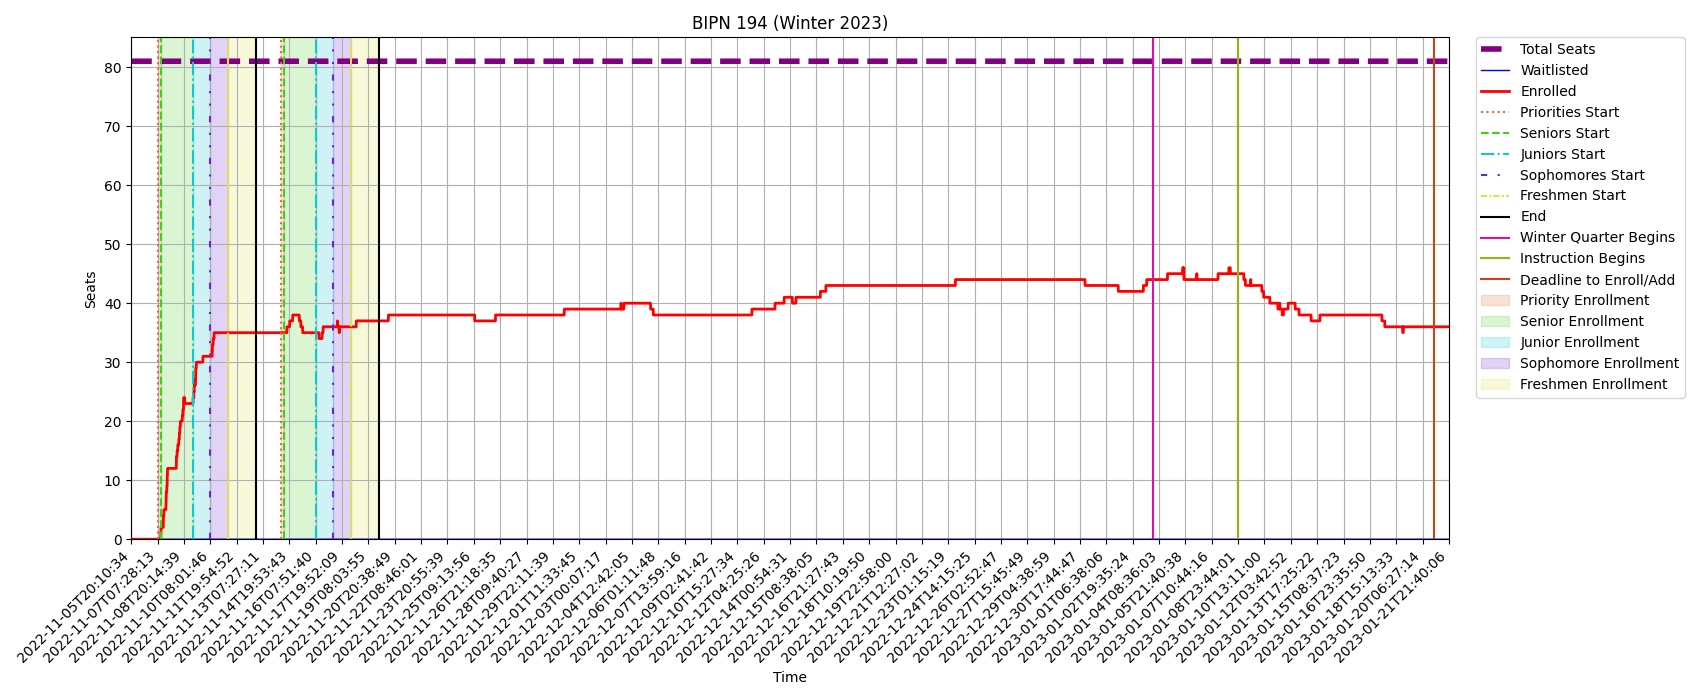 BIPN 194 (Winter 2023)
Seats
80
70
60
50
40
30
20
10
0
2022-11-05T20:10:34
2022-11-07T07:28:13
2022-11-08T20:14:39
2022-11-10T08:01:46
2022-11-11T19:54:52
2022-11-13T07:27:11
2022-11-14T19:53:43
2022-11-16T07:51:40
2022-11-17T19:52:09
2022-11-19T08:03:55
2022-11-20T20:38:49
2022-11-22T08:46:01
2022-11-23T20:55:39
2022-11-25T09:13:56
2022-11-26T21:18:35
2022-11-28T09:40:27
2022-11-29T22:11:39
2022-12-01T11:33:45
2022-12-03T00:07:17
2022-12-04T12:42:05
2022-12-06T01:11:48
2022-12-07T13:59:16
2022-12-09T02:41:42
2022-12-10T15:27:34
2022-12-12T04:25:26
2022-12-14T00:54:31
2022-12-15T08:38:05
2022-12-16T21:27:43
2022-12-18T10:19:50
2022-12-19T22:58:00
2022-12-21T12:27:02
2022-12-23T01:15:19
2022-12-24T14:15:25
2022-12-26T02:52:47
2022-12-27T15:45:49
2022-12-29T04:38:59
2022-12-30T17:44:47
2023-01-01T06:38:06
2023-01-02T19:35:24
2023-01-04T08:36:03
2023-01-05T21:40:38
2023-01-07T10:44:16
2023-01-08T23:44:01
2023-01-10T13:11:00
2023-01-12T03:42:52
2023-01-13T17:25:22
2023-01-15T08:37:23
2023-01-16T23:35:50
2023-01-18T15:13:33
2023-01-20T06:27:14
2023-01-21T21:40:06
Time
Total Seats
Waitlisted
Enrolled
Priorities Start
Seniors Start
Juniors Start
Sophomores Start
Freshmen Start
End
Winter Quarter Begins
Instruction Begins
Deadline to Enroll/Add
Priority Enrollment
Senior Enrollment
Junior Enrollment
Sophomore Enrollment
Freshmen Enrollment